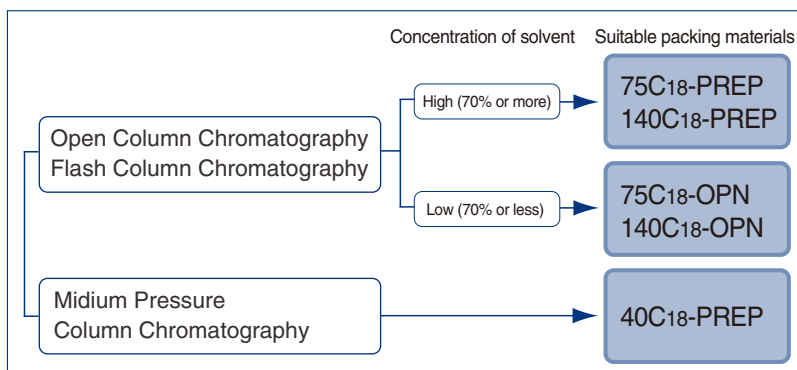 Concentration of solvent
Suitable packing materials
Open Column Chromatography
Flash Column Chromatography
High (70% or more)
75C18-PREP
140C18-PREP
Low (70% or less)
75C18-OPN
140C18-OPN
Midium Pressure
Column Chromatography
40C18-PREP